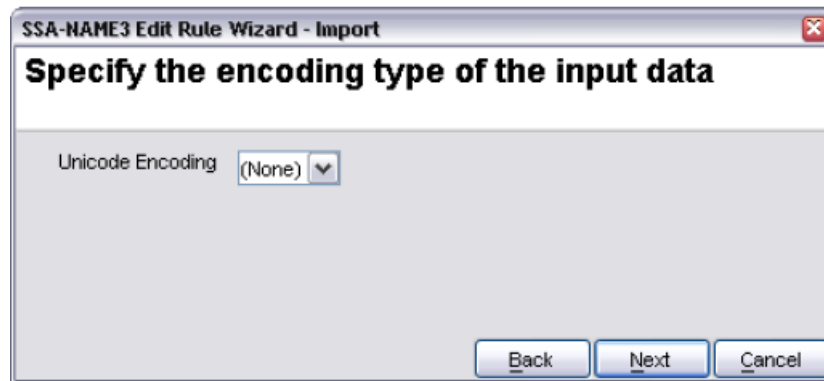 SSA-NAME3 Edit Rule Wizard - Import
Specify the encoding type of the input data
Unicode Encoding (None)
Back Next Cancel